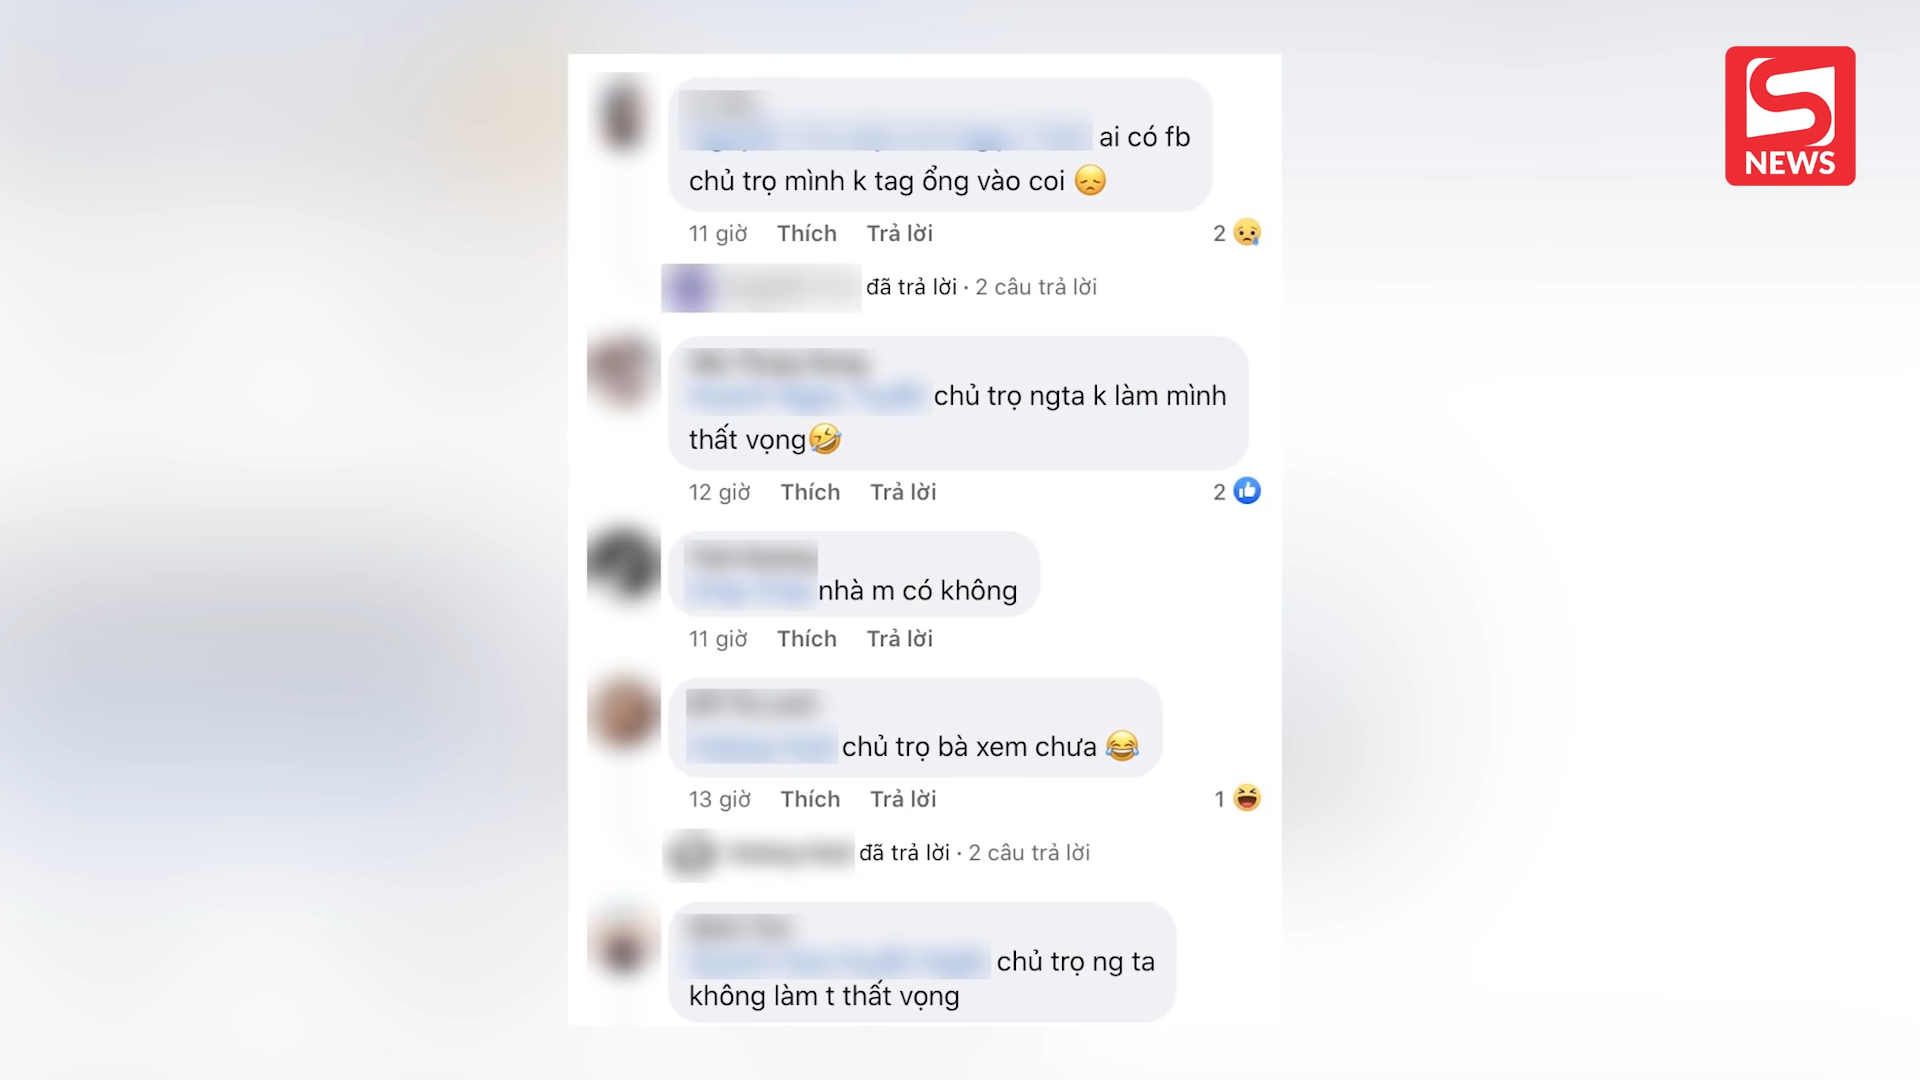 NEWS
ai có fb
chủ trọ mình k tag ổng vào coi 😞
11 giờ Thích Trả lời 2
đã trả lời · 2 câu trả lời
chủ trọ ngta k làm mình
thất vọng🤣
12 giờ Thích Trả lời 2
nhà m có không
11 giờ Thích Trả lời
chủ trọ bà xem chưa 😂
13 giờ Thích Trả lời 1
đã trả lời · 2 câu trả lời
chủ trọ ng ta
không làm t thất vọng